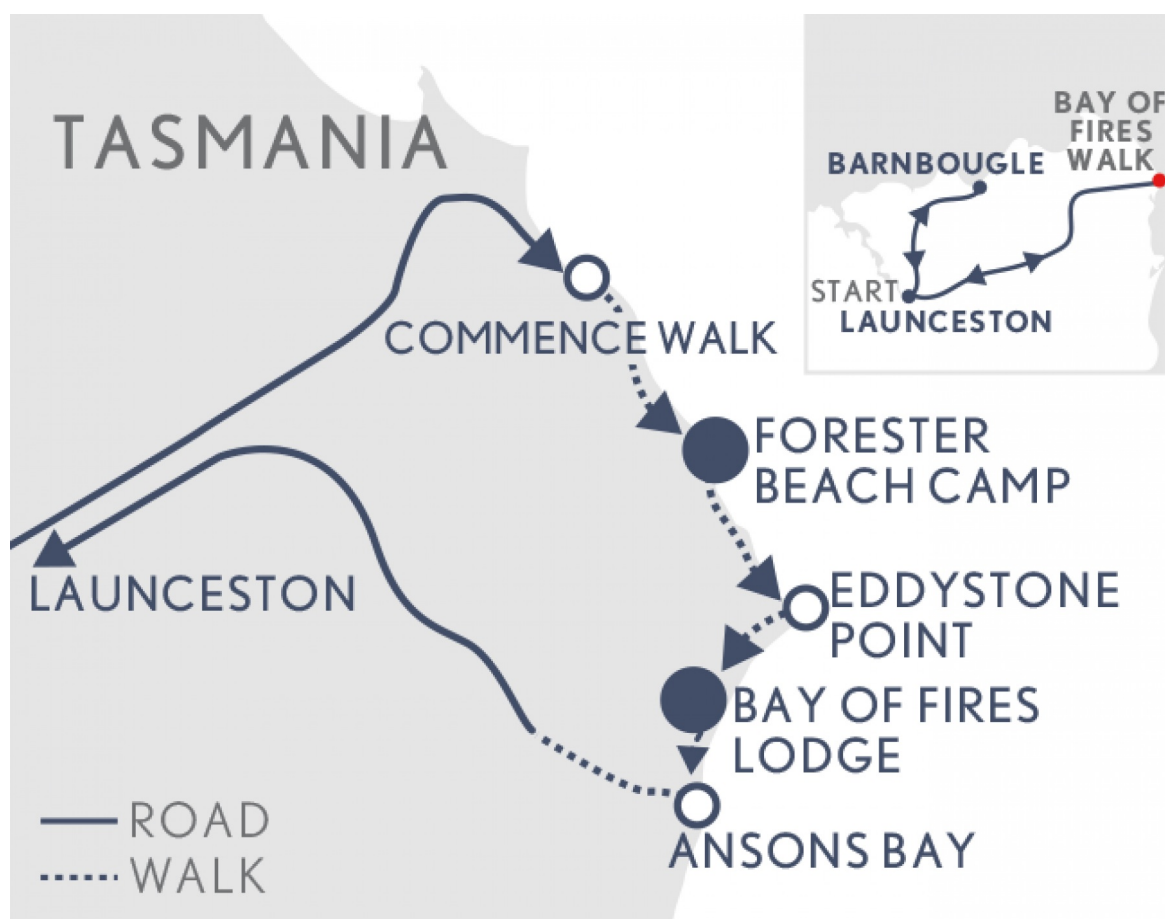 TASMANIA
BAY OF
FIRES
WALK
BARNBOUGLE
START
LAUNCESTON
COMMENCE WALK
FORESTER
BEACH CAMP
LAUNCESTON
EDDYSTONE
POINT
BAY OF FIRES
LODGE
ANSONS BAY
ROAD
WALK